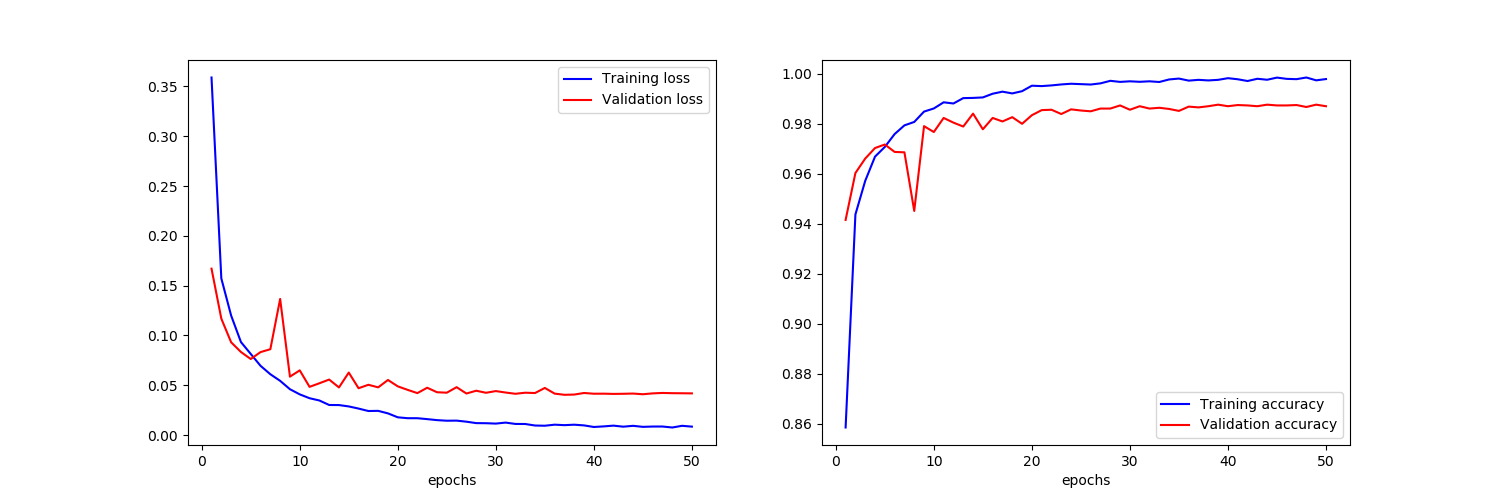 0.35
0.30
0.25
0.20
0.15
0.10
0.05
0.00
0 10 20 30 40 50
epochs
Training loss
Validation loss
1.00
0.98
0.96
0.94
0.92
0.90
0.88
0.86
0 10 20 30 40 50
epochs
Training accuracy
Validation accuracy